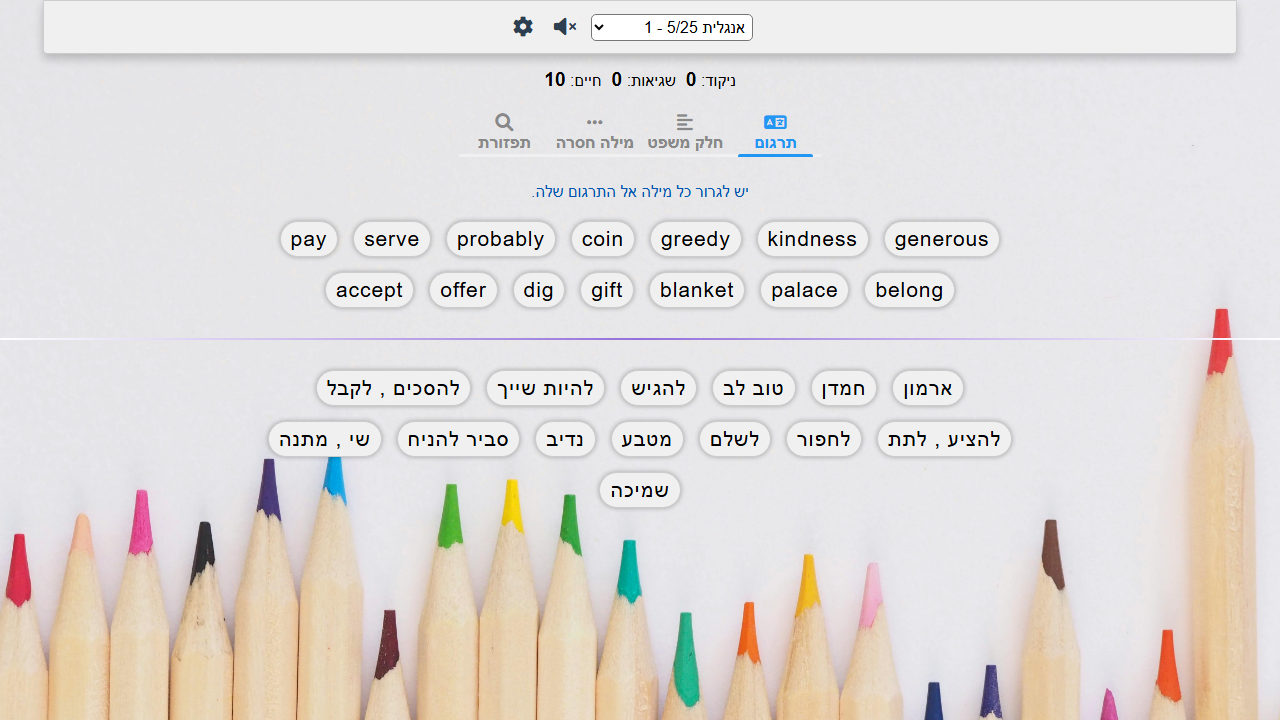 אנגלית 5/25 - 1
ניקוד: 0 שגיאות: 0 חיים: 10
תרגום חלק משפט מילה חסרה תפזורת
יש לגרור כל מילה אל התרגום שלה.
pay serve probably coin greedy kindness generous
accept offer dig gift blanket palace belong
ארמון חמדן טוב לב להגיש להיות שייך להסכים , לקבל
להציע , לתת לחפור לשלם מטבע נדיב סביר להניח שי , מתנה
שמיכה